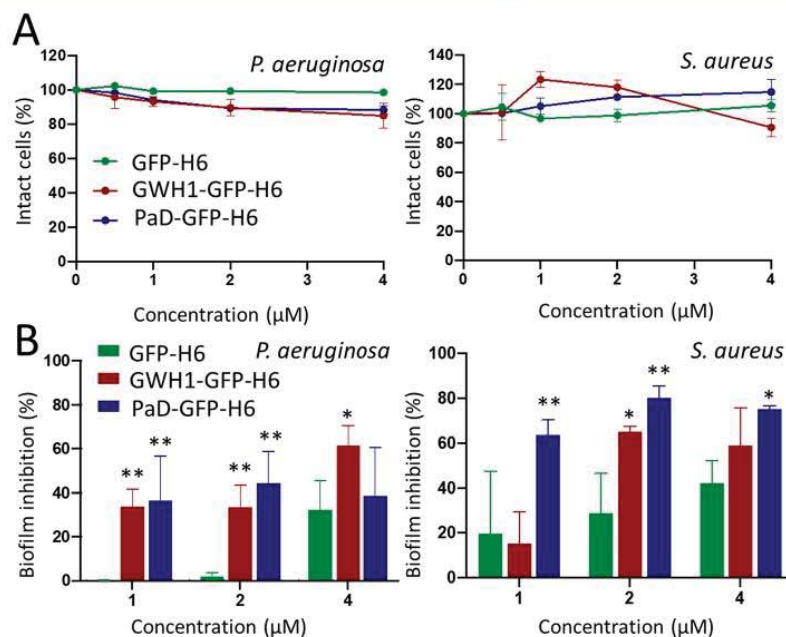 A
P. aeruginosa
Intact cells (%)
120
100
80
60
40
20
0
GFP-H6
GWH1-GFP-H6
PaD-GFP-H6
0 1 2 3 4
Concentration (µM)
S. aureus
Intact cells (%)
140
120
100
80
60
40
20
0
0 1 2 3 4
Concentration (µM)
B
P. aeruginosa
Biofilm inhibition (%)
100
80
60
40
20
0
GFP-H6
GWH1-GFP-H6
PaD-GFP-H6
** **
** **
*
1 2 4
Concentration (µM)
S. aureus
Biofilm inhibition (%)
100
80
60
40
20
0
**
* **
*
1 2 4
Concentration (µM)